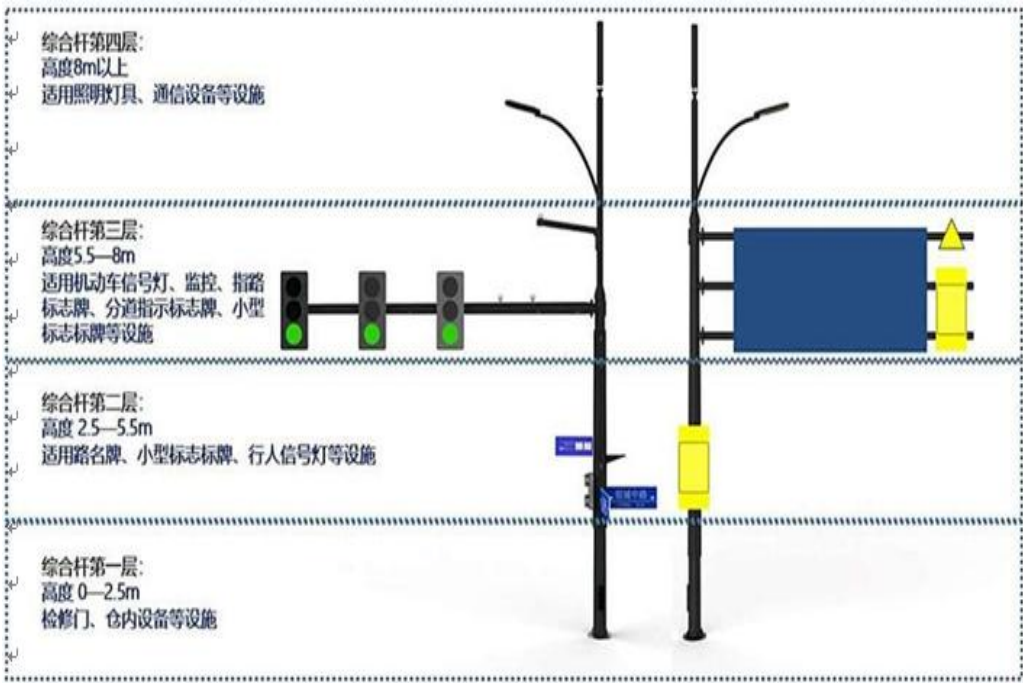 综合杆第四层：
高度8m以上
适用照明灯具、通信设备等设施
综合杆第三层：
高度5.5—8m
适用机动车信号灯、监控、指路
标志牌、分道指示标志牌、小型
标志标牌等设施
综合杆第二层：
高度 2.5—5.5m
适用路名牌、小型标志标牌、行人信号灯等设施
综合杆第一层：
高度 0—2.5m
检修门、仓内设备等设施